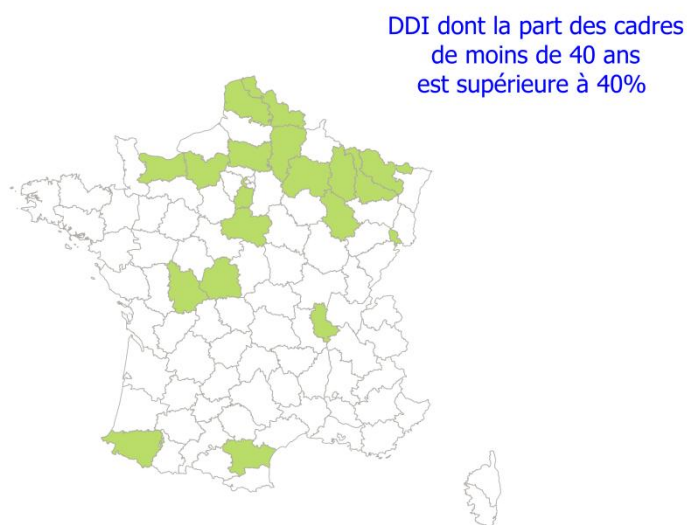 DDI dont la part des cadres
de moins de 40 ans
est supérieure à 40%